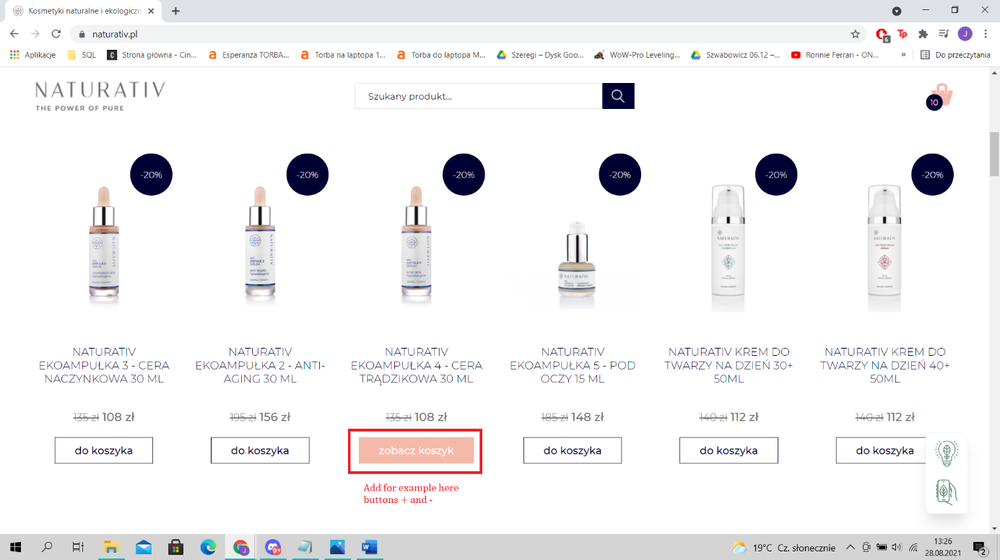 Kosmetyki naturalne i ekologiczn
naturativ.pl
6
J
Aplikacje SQL Strona główna - Cin... Esperanza TORBA... Torba na laptopa 1... Torba do laptopa M... Szeregi – Dysk Goo... WoW-Pro Leveling... Szwabowicz 06.12 –... Ronnie Ferrari - ON... » Do przeczytania
NATURATIV
THE POWER OF PURE
Szukany produkt...
10
-20% -20% -20% -20% -20% -20%
NATURATIV
EKOAMPUŁKA 3 - CERA
NACZYNKOWA 30 ML
135 zł 108 zł
do koszyka
NATURATIV
EKOAMPUŁKA 2 - ANTI-
AGING 30 ML
195 zł 156 zł
do koszyka
NATURATIV
EKOAMPUŁKA 4 - CERA
TRĄDZIKOWA 30 ML
135 zł 108 zł
zobacz koszyk
Add for example here
buttons + and -
NATURATIV
EKOAMPUŁKA 5 - POD
OCZY 15 ML
185 zł 148 zł
do koszyka
NATURATIV KREM DO
TWARZY NA DZIEŃ 30+
50ML
140 zł 112 zł
do koszyka
NATURATIV KREM DO
TWARZY NA DZIEŃ 40+
50ML
140 zł 112 zł
do koszyka
9+
19°C Cz. słonecznie
13:26
28.08.2021
2